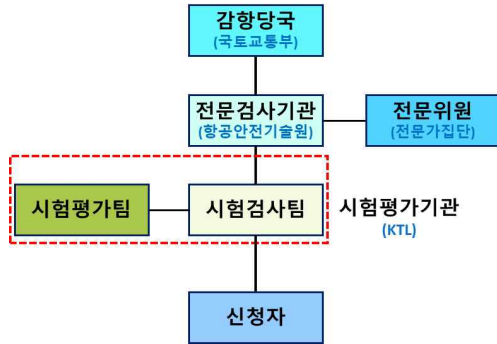 감항당국
(국토교통부)
전문검사기관
(항공안전기술원)
전문위원
(전문가집단)
시험평가팀
시험검사팀
시험평가기관
(KTL)
신청자